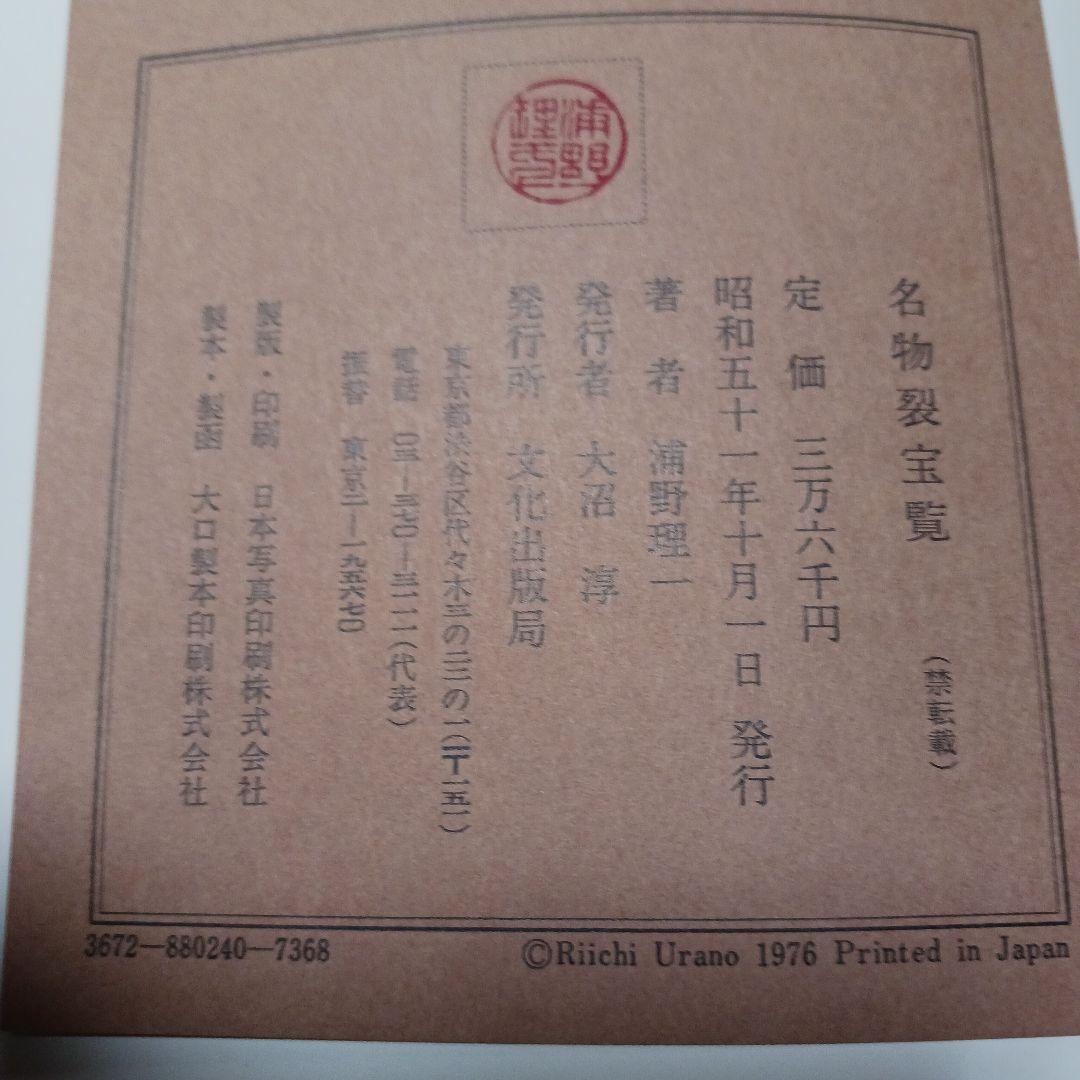 名物裂宝覧
(禁転載)
定価 三万六千円
昭和五十一年十月一日 発行
著者 浦野理一
発行者 大沼 淳
発行所 文化出版局
東京都渋谷区代々木三の二二の一(〒一五一)
電話 〇三―三七〇―三一一一(代表)
振替 東京二―一九五六七〇
製版・印刷 日本写真印刷株式会社
製本・製函 大口製本印刷株式会社
3672―880240―7368
©Riichi Urano 1976 Printed in Japan